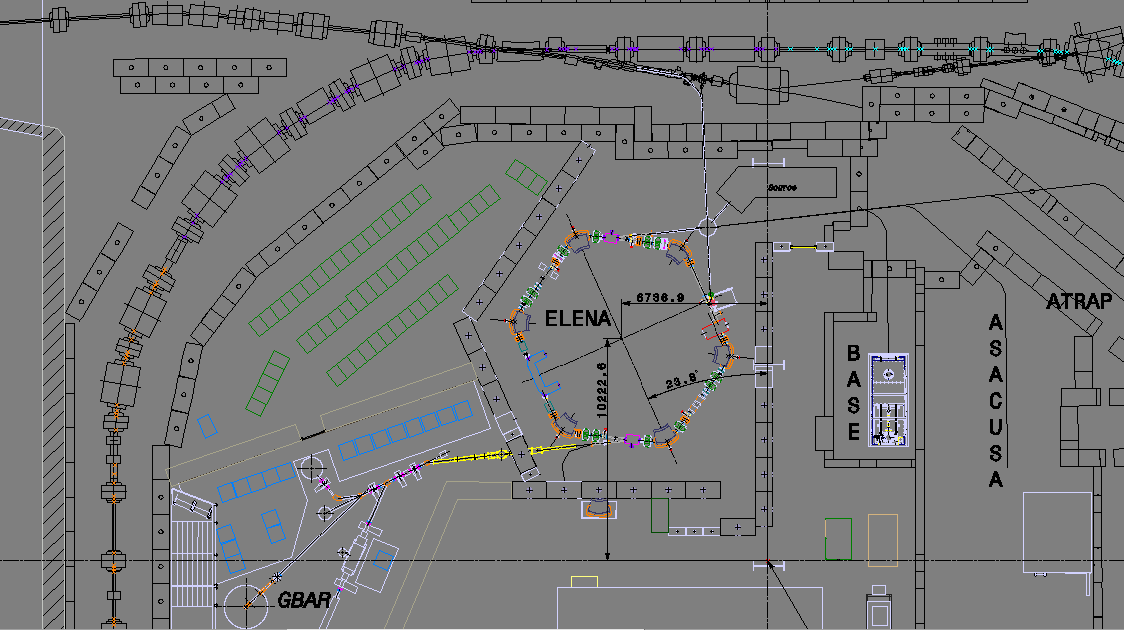 Source
6736.9
ELENA
ATRAP
23.8°
10222.6
BASE
ASACUSA
GBAR